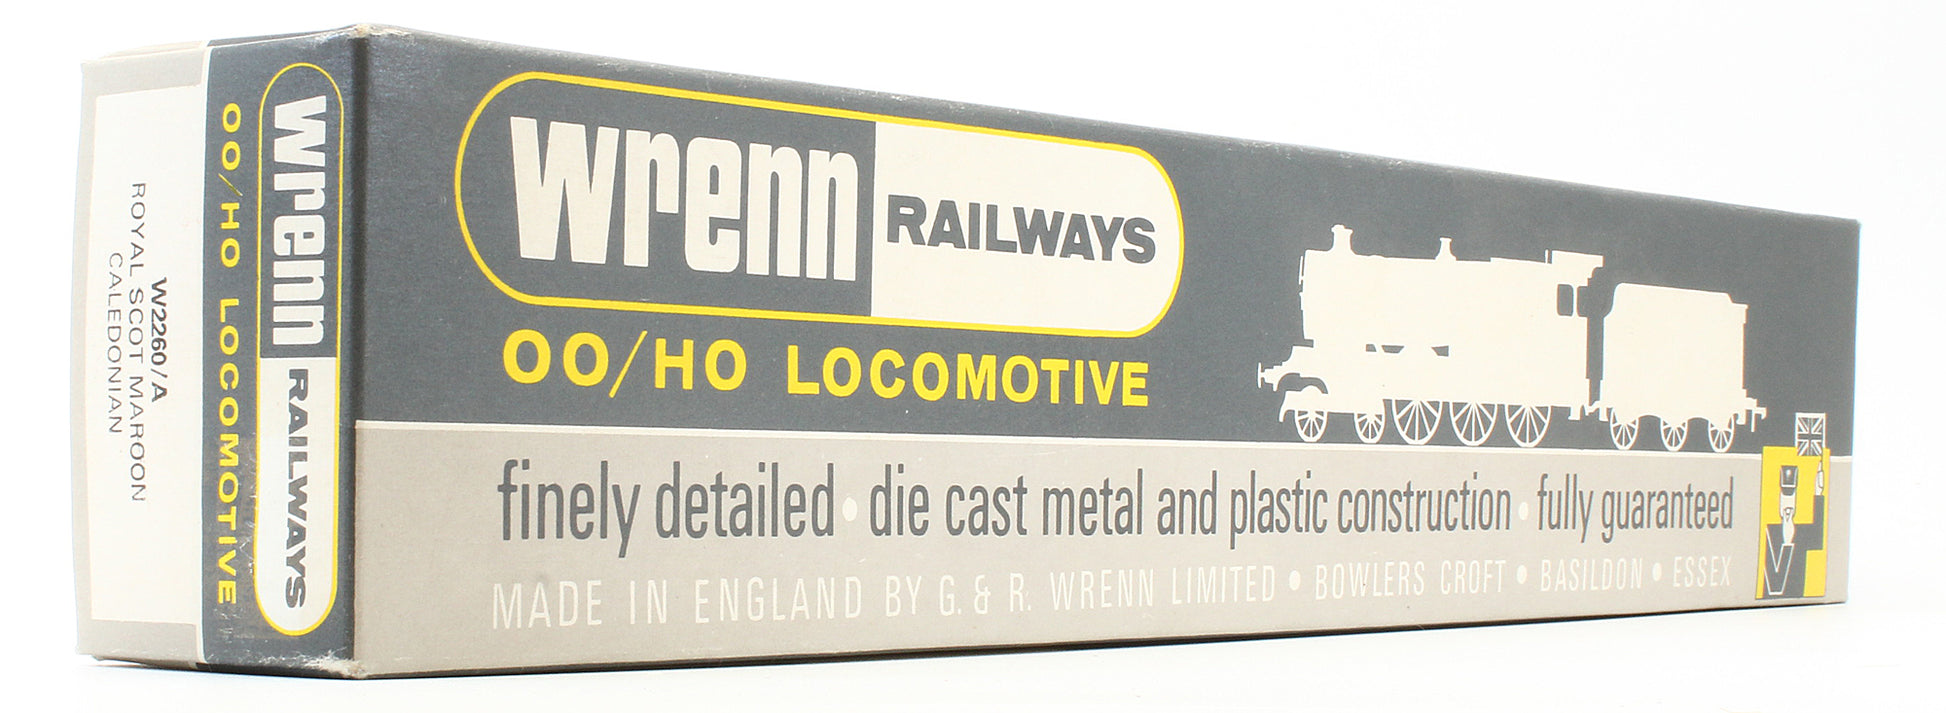 wrenn RAILWAYS
OO/HO LOCOMOTIVE
finely detailed • die cast metal and plastic construction • fully guaranteed
MADE IN ENGLAND BY G. & R. WRENN LIMITED • BOWLERS CROFT • BASILDON • ESSEX
wrenn RAILWAYS
OO/HO LOCOMOTIVE
W2260/A
ROYAL SCOT MAROON
CALEDONIAN